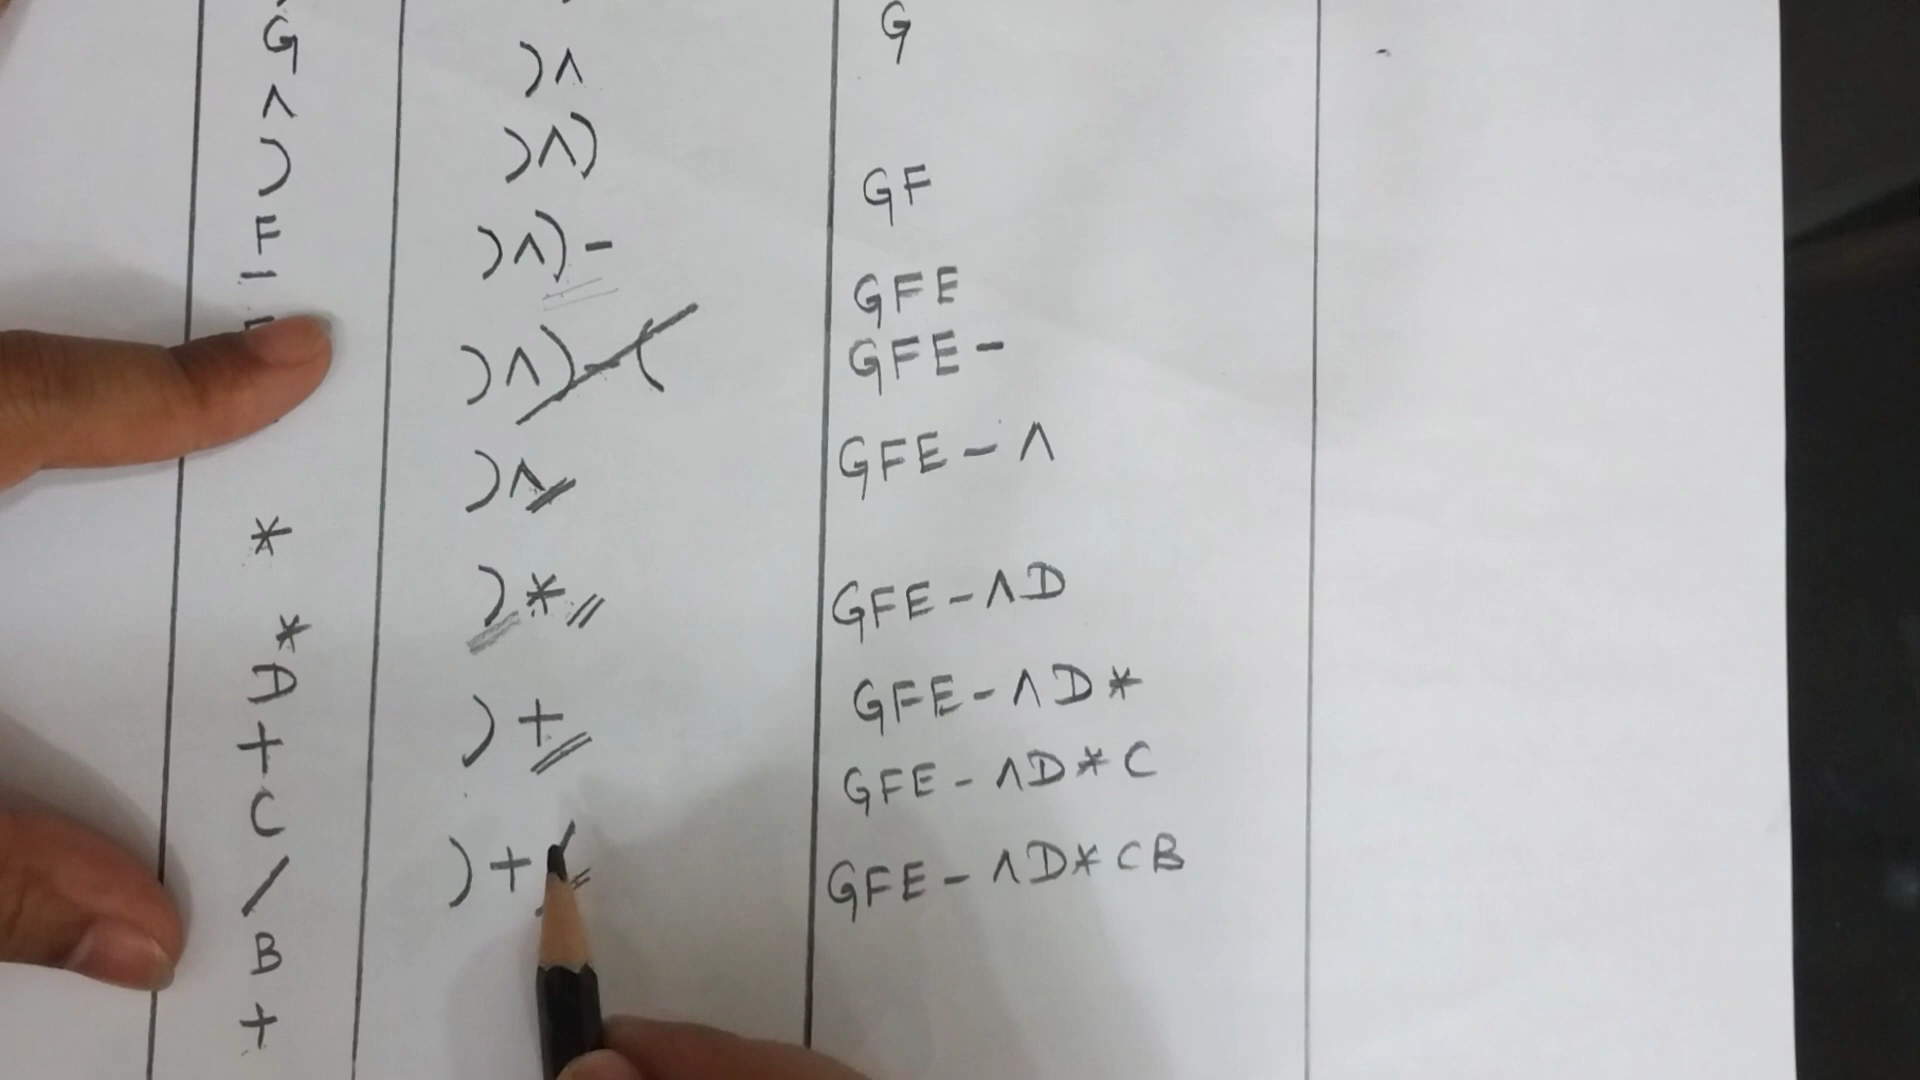 G
)∧ G
∧
)∧)
) GF
F )∧)-
- GFE
)∧)-( GFE-
)∧ GFE-∧
*
)* GFE-∧D
*
D )+ GFE-∧D*
+
C GFE-∧D*C
/ )+/ GFE-∧D*CB
B
+